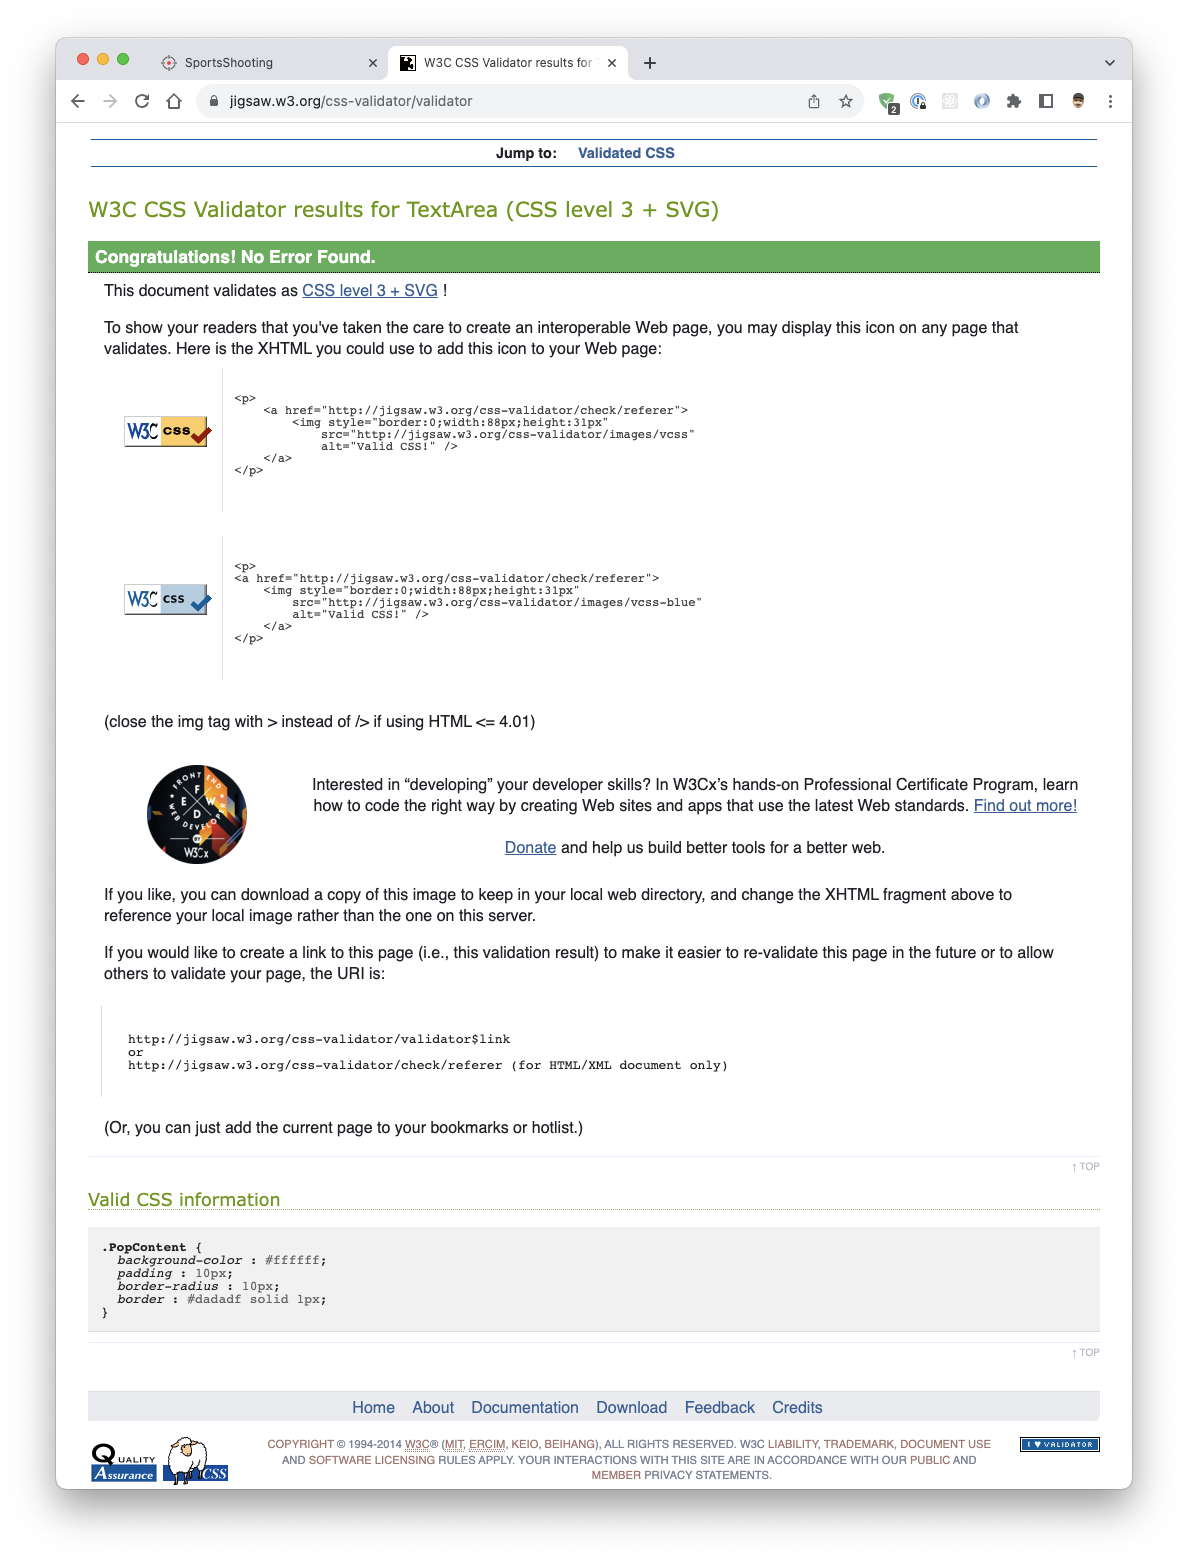 SportsShooting
W3C CSS Validator results for
jigsaw.w3.org/css-validator/validator
2
Jump to: Validated CSS
W3C CSS Validator results for TextArea (CSS level 3 + SVG)
Congratulations! No Error Found.
This document validates as CSS level 3 + SVG !
To show your readers that you've taken the care to create an interoperable Web page, you may display this icon on any page that
validates. Here is the XHTML you could use to add this icon to your Web page:
W3C CSS
<p>
<a href="http://jigsaw.w3.org/css-validator/check/referer">
<img style="border:0;width:88px;height:31px"
src="http://jigsaw.w3.org/css-validator/images/vcss"
alt="Valid CSS!" />
</a>
</p>
W3C CSS
<p>
<a href="http://jigsaw.w3.org/css-validator/check/referer">
<img style="border:0;width:88px;height:31px"
src="http://jigsaw.w3.org/css-validator/images/vcss-blue"
alt="Valid CSS!" />
</a>
</p>
(close the img tag with > instead of /> if using HTML <= 4.01)
FRONT END
E F W D
WEB DEVELOPER
BY
W3Cx
Interested in “developing” your developer skills? In W3Cx’s hands-on Professional Certificate Program, learn
how to code the right way by creating Web sites and apps that use the latest Web standards. Find out more!
Donate and help us build better tools for a better web.
If you like, you can download a copy of this image to keep in your local web directory, and change the XHTML fragment above to
reference your local image rather than the one on this server.
If you would like to create a link to this page (i.e., this validation result) to make it easier to re-validate this page in the future or to allow
others to validate your page, the URI is:
http://jigsaw.w3.org/css-validator/validator$link
or
http://jigsaw.w3.org/css-validator/check/referer (for HTML/XML document only)
(Or, you can just add the current page to your bookmarks or hotlist.)
↑ TOP
Valid CSS information
.PopContent {
background-color : #ffffff;
padding : 10px;
border-radius : 10px;
border : #dadadf solid 1px;
}
↑ TOP
Home About Documentation Download Feedback Credits
QUALITY
Assurance
CSS
COPYRIGHT © 1994-2014 W3C® (MIT, ERCIM, KEIO, BEIHANG), ALL RIGHTS RESERVED. W3C LIABILITY, TRADEMARK, DOCUMENT USE
AND SOFTWARE LICENSING RULES APPLY. YOUR INTERACTIONS WITH THIS SITE ARE IN ACCORDANCE WITH OUR PUBLIC AND
MEMBER PRIVACY STATEMENTS.
I ♥ VALIDATOR